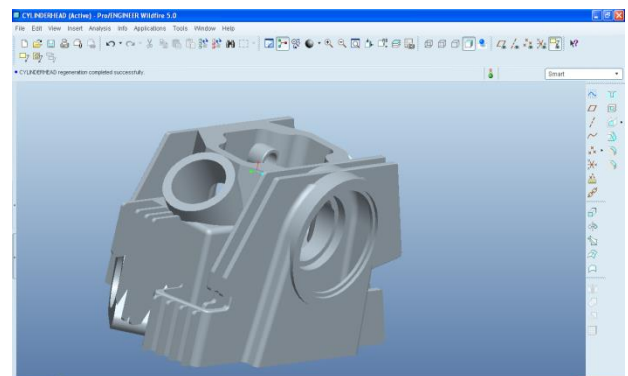 CYLINDERHEAD (Active) - Pro/ENGINEER Wildfire 5.0
File Edit View Insert Analysis Info Applications Tools Window Help
CYLINDERHEAD regeneration completed successfully.
Smart